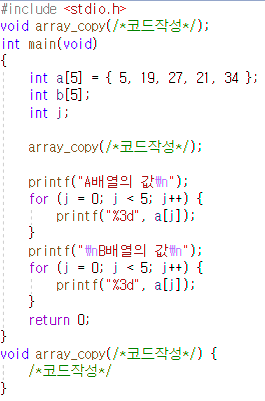 #include <stdio.h>
void array_copy(/*코드작성*/);
int main(void)
{
    int a[5] = { 5, 19, 27, 21, 34 };
    int b[5];
    int j;

    array_copy(/*코드작성*/);

    printf("A배열의 값₩n");
    for (j = 0; j < 5; j++) {
        printf("%3d", a[j]);
    }
    printf("₩nB배열의 값₩n");
    for (j = 0; j < 5; j++) {
        printf("%3d", a[j]);
    }
    return 0;
}
void array_copy(/*코드작성*/) {
    /*코드작성*/
}